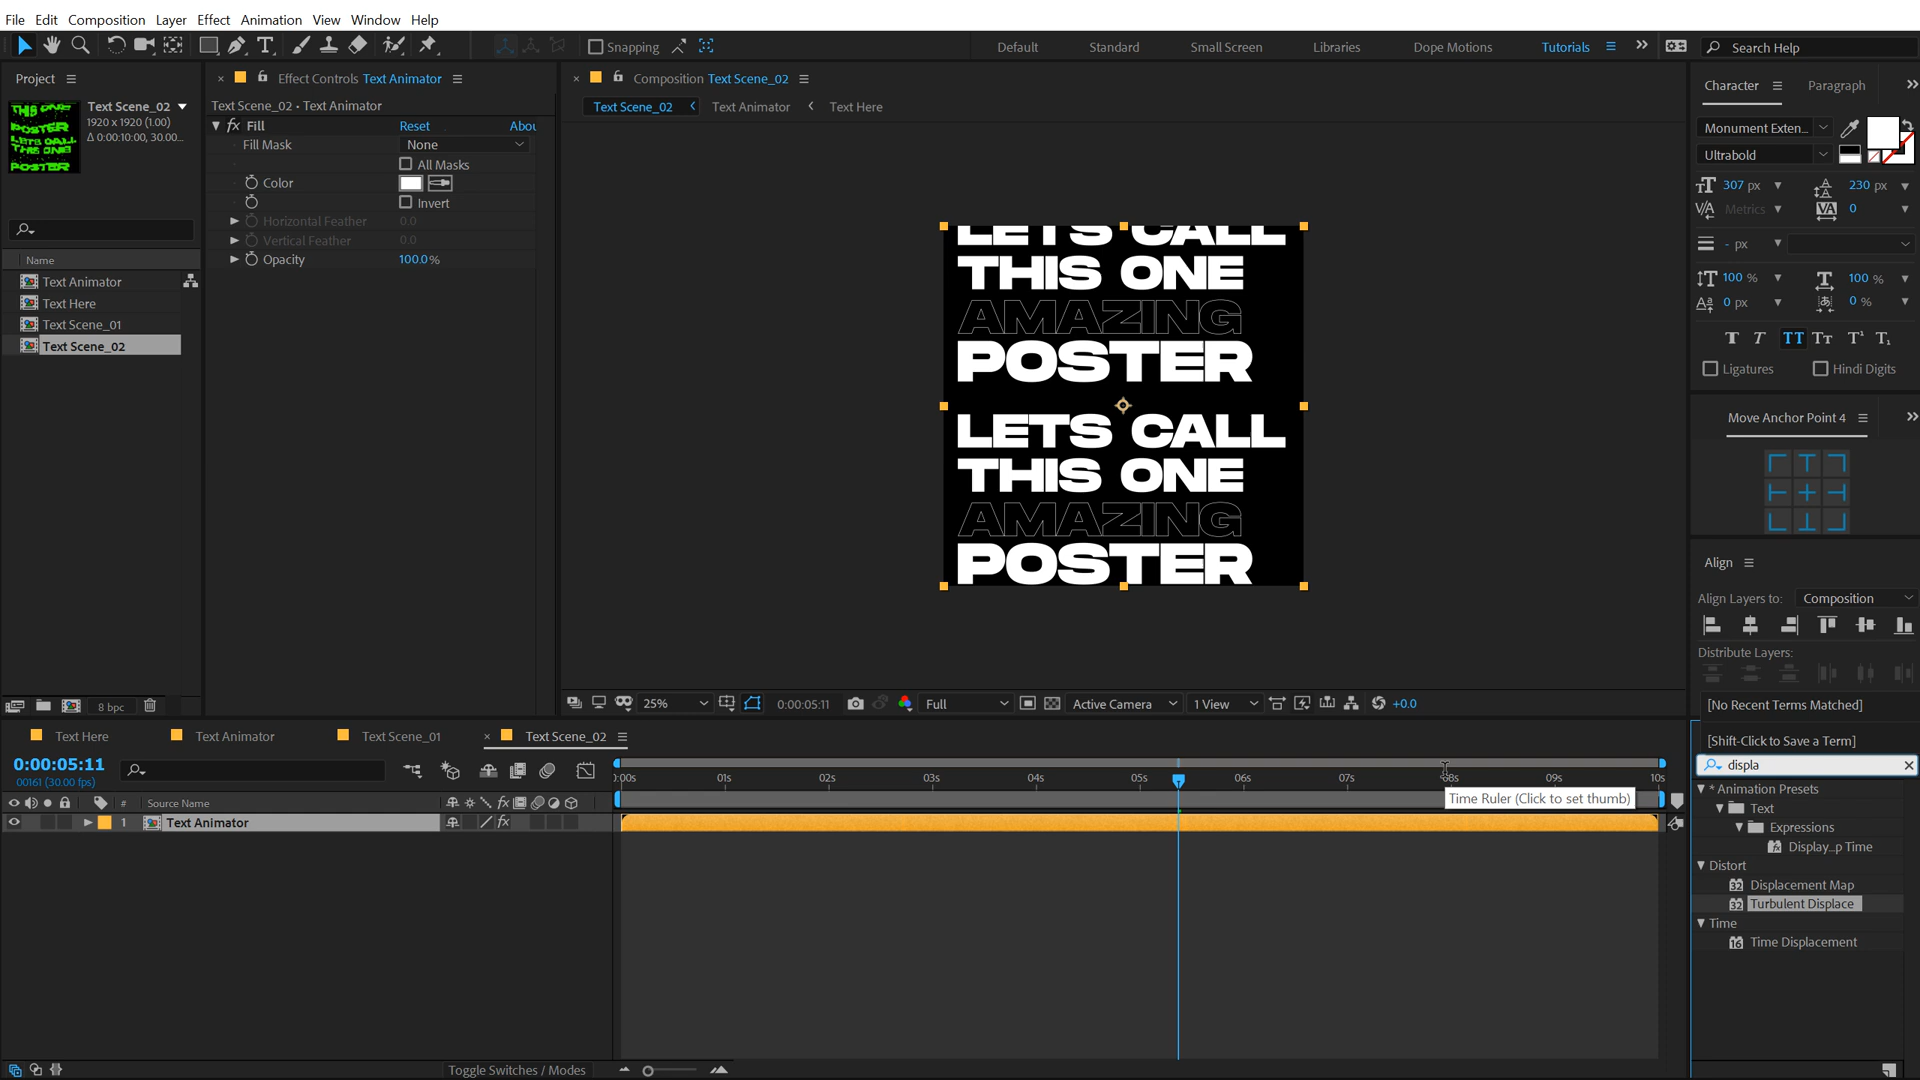 File Edit Composition Layer Effect Animation View Window Help
Snapping
Default Standard Small Screen Libraries Dope Motions Tutorials
Search Help
Project
Text Scene_02
1920 x 1920 (1.00)
Δ 0:00:10:00, 30.00...
Name
Text Animator
Text Here
Text Scene_01
Text Scene_02
8 bpc
Effect Controls Text Animator
Text Scene_02 • Text Animator
fx Fill Reset Abou
Fill Mask None
All Masks
Color
Invert
Horizontal Feather 0.0
Vertical Feather 0.0
Opacity 100.0%
Composition Text Scene_02
Text Scene_02 Text Animator Text Here
LETS CALL
THIS ONE
AMAZING
POSTER
LETS CALL
THIS ONE
AMAZING
POSTER
25% 0:00:05:11 Full Active Camera 1 View +0.0
Character Paragraph
Monument Exten...
Ultrabold
307 px 230 px
Metrics 0
- px
100 % 100 %
0 px 0 %
Ligatures Hindi Digits
Move Anchor Point 4
Align
Align Layers to: Composition
Distribute Layers:
[No Recent Terms Matched]
[Shift-Click to Save a Term]
displa
* Animation Presets
Text
Expressions
Display...p Time
Distort
Displacement Map
Turbulent Displace
Time
Time Displacement
Text Here Text Animator Text Scene_01 Text Scene_02
0:00:05:11
00161 (30.00 fps)
:00s 01s 02s 03s 04s 05s 06s 07s 08s 09s 10s
# Source Name
1 Text Animator
Time Ruler (Click to set thumb)
Toggle Switches / Modes